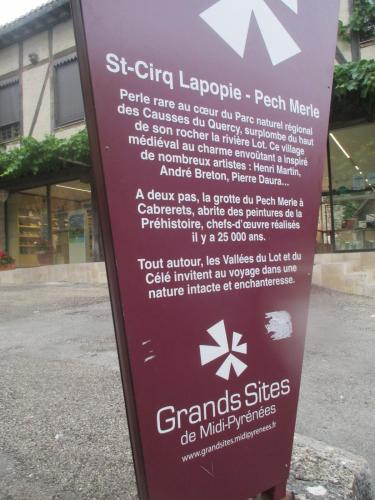 St-Cirq Lapopie - Pech Merle
Perle rare au cœur du Parc naturel régional
des Causses du Quercy, surplombe du haut
de son rocher la rivière Lot. Ce village
médiéval au charme envoûtant a inspiré
de nombreux artistes : Henri Martin,
André Breton, Pierre Daura...
A deux pas, la grotte du Pech Merle à
Cabrerets, abrite des peintures de la
Préhistoire, chefs-d'œuvre réalisés
il y a 25 000 ans.
Tout autour, les Vallées du Lot et du
Célé invitent au voyage dans une
nature intacte et enchanteresse.
Grands Sites
de Midi-Pyrénées
www.grandsites.midipyrenees.fr